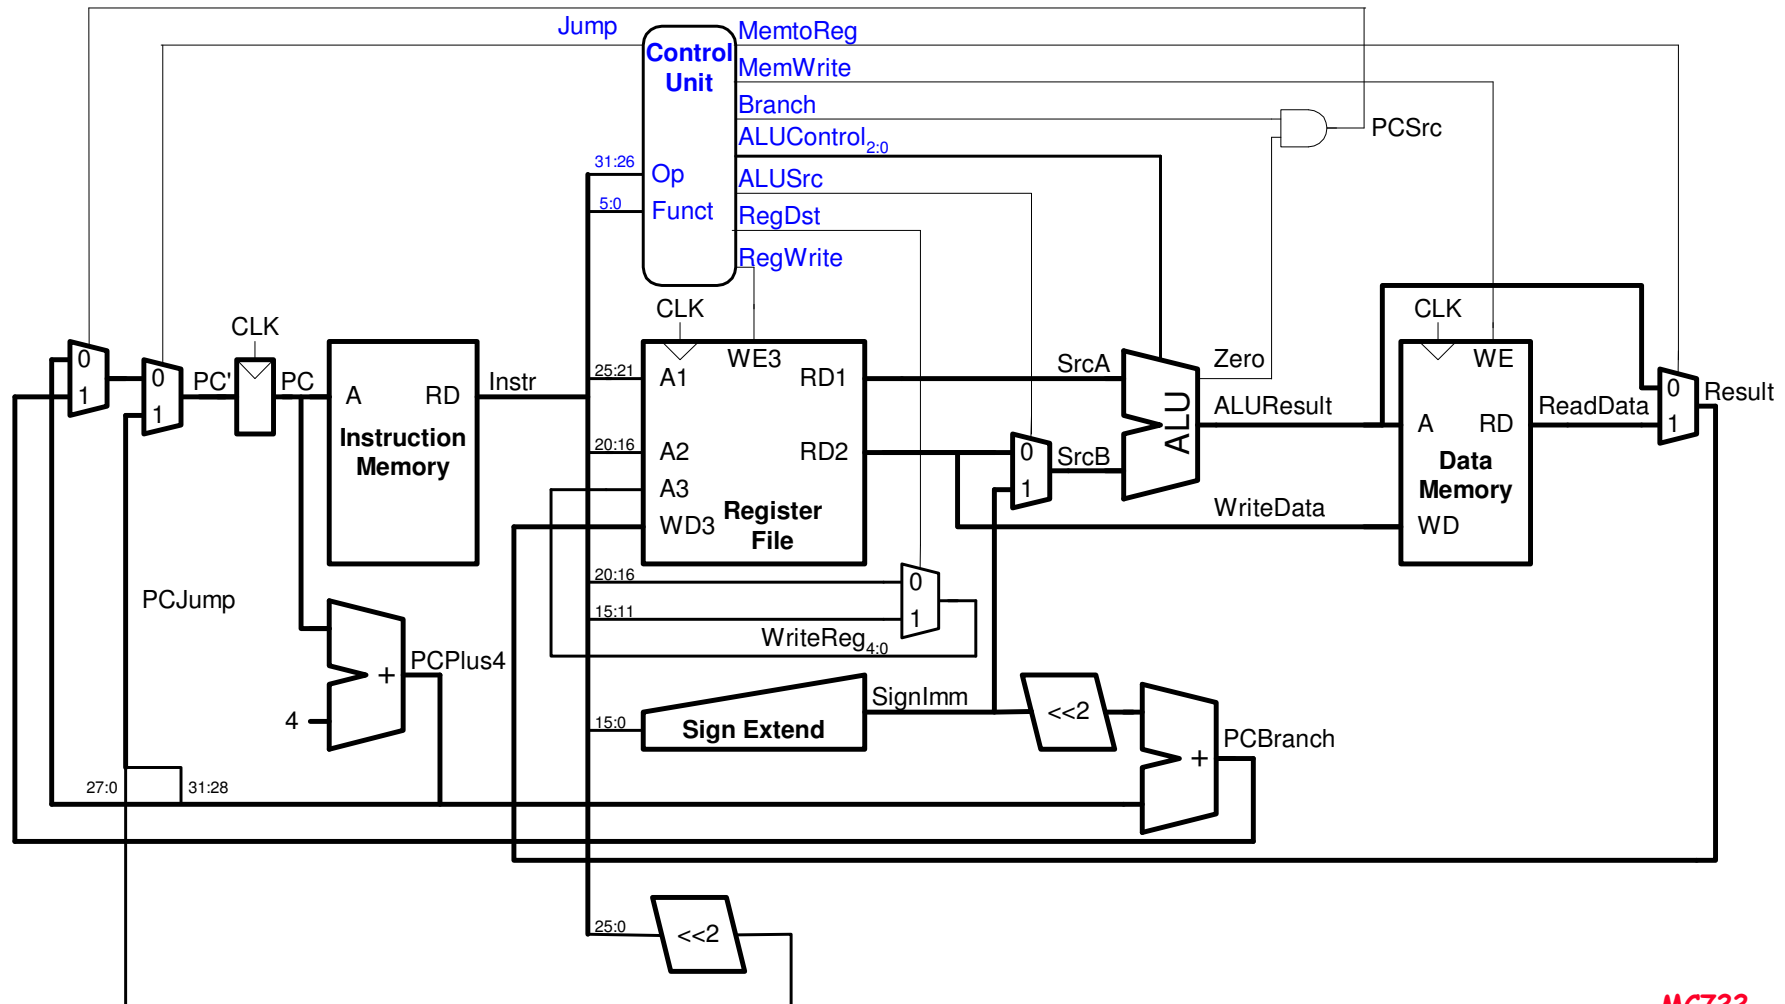 Jump
MemtoReg
Control
Unit
MemWrite
Branch
ALUControl2:0
PCSrc
31:26
Op
ALUSrc
5:0
Funct
RegDst
RegWrite
CLK
CLK
CLK
0
1
0
1
PC'
PC
A
RD
Instruction
Memory
Instr
25:21
A1
WE3
RD1
SrcA
Zero
WE
0
1
Result
ALU
ALUResult
A
RD
ReadData
Data
Memory
20:16
A2
RD2
0
1
SrcB
A3
WD3
Register
File
WriteData
WD
PCJump
20:16
0
15:11
1
WriteReg4:0
PCPlus4
+
4
SignImm
15:0
Sign Extend
<<2
+
PCBranch
27:0
31:28
25:0
<<2